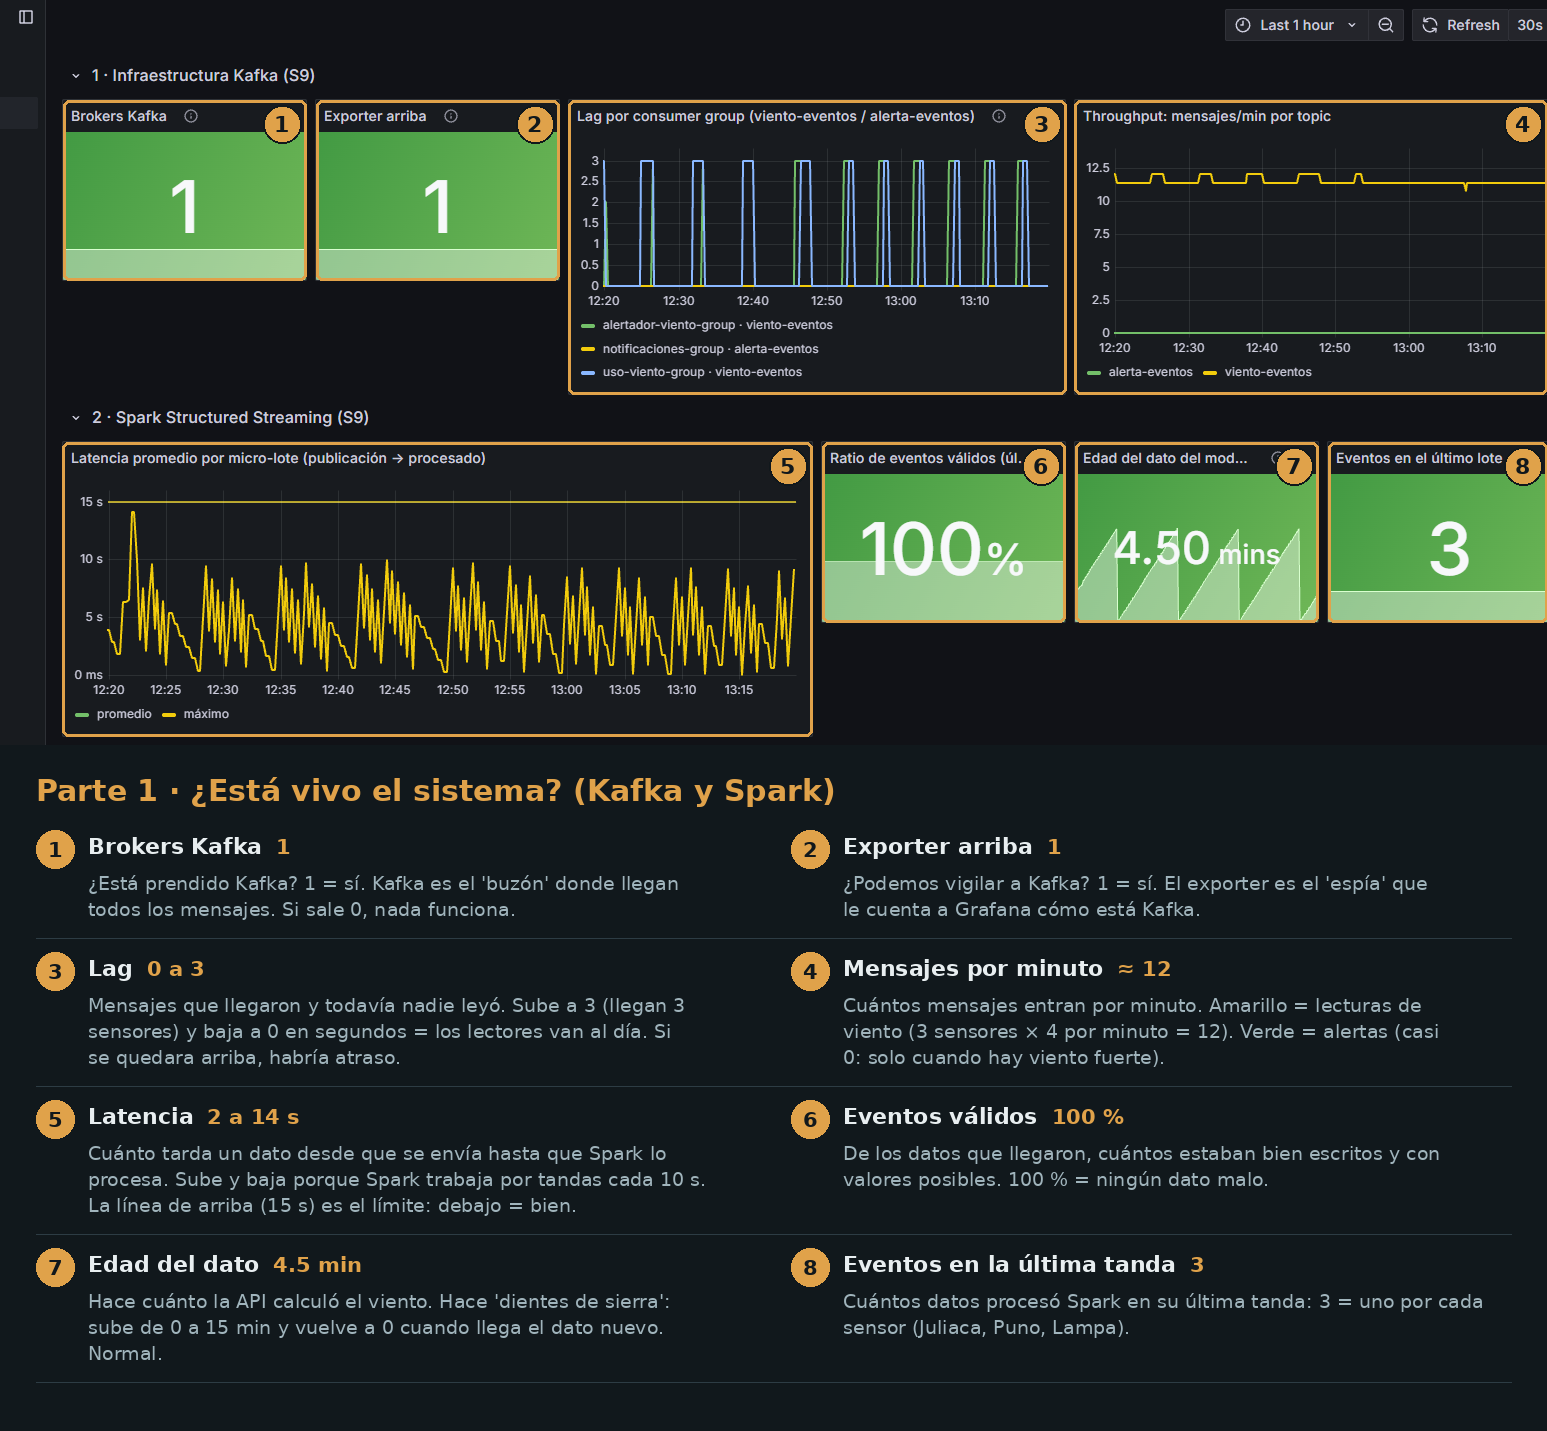 Last 1 hour
Refresh
30s
1 · Infraestructura Kafka (S9)
Brokers Kafka
1
1
Exporter arriba
2
1
Lag por consumer group (viento-eventos / alerta-eventos)
3
3
2.5
2
1.5
1
0.5
0
12:20 12:30 12:40 12:50 13:00 13:10
alertador-viento-group · viento-eventos
notificaciones-group · alerta-eventos
uso-viento-group · viento-eventos
Throughput: mensajes/min por topic
4
12.5
10
7.5
5
2.5
0
12:20 12:30 12:40 12:50 13:00 13:10
alerta-eventos viento-eventos
2 · Spark Structured Streaming (S9)
Latencia promedio por micro-lote (publicación → procesado)
5
15 s
10 s
5 s
0 ms
12:20 12:25 12:30 12:35 12:40 12:45 12:50 12:55 13:00 13:05 13:10 13:15
promedio máximo
Ratio de eventos válidos (úl...
6
100%
Edad del dato del mod...
7
4.50 mins
Eventos en el último lote
8
3
Parte 1 · ¿Está vivo el sistema? (Kafka y Spark)
1 Brokers Kafka 1
¿Está prendido Kafka? 1 = sí. Kafka es el 'buzón' donde llegan
todos los mensajes. Si sale 0, nada funciona.
2 Exporter arriba 1
¿Podemos vigilar a Kafka? 1 = sí. El exporter es el 'espía' que
le cuenta a Grafana cómo está Kafka.
3 Lag 0 a 3
Mensajes que llegaron y todavía nadie leyó. Sube a 3 (llegan 3
sensores) y baja a 0 en segundos = los lectores van al día. Si
se quedara arriba, habría atraso.
4 Mensajes por minuto ≈ 12
Cuántos mensajes entran por minuto. Amarillo = lecturas de
viento (3 sensores × 4 por minuto = 12). Verde = alertas (casi
0: solo cuando hay viento fuerte).
5 Latencia 2 a 14 s
Cuánto tarda un dato desde que se envía hasta que Spark lo
procesa. Sube y baja porque Spark trabaja por tandas cada 10 s.
La línea de arriba (15 s) es el límite: debajo = bien.
6 Eventos válidos 100 %
De los datos que llegaron, cuántos estaban bien escritos y con
valores posibles. 100 % = ningún dato malo.
7 Edad del dato 4.5 min
Hace cuánto la API calculó el viento. Hace 'dientes de sierra':
sube de 0 a 15 min y vuelve a 0 cuando llega el dato nuevo.
Normal.
8 Eventos en la última tanda 3
Cuántos datos procesó Spark en su última tanda: 3 = uno por cada
sensor (Juliaca, Puno, Lampa).